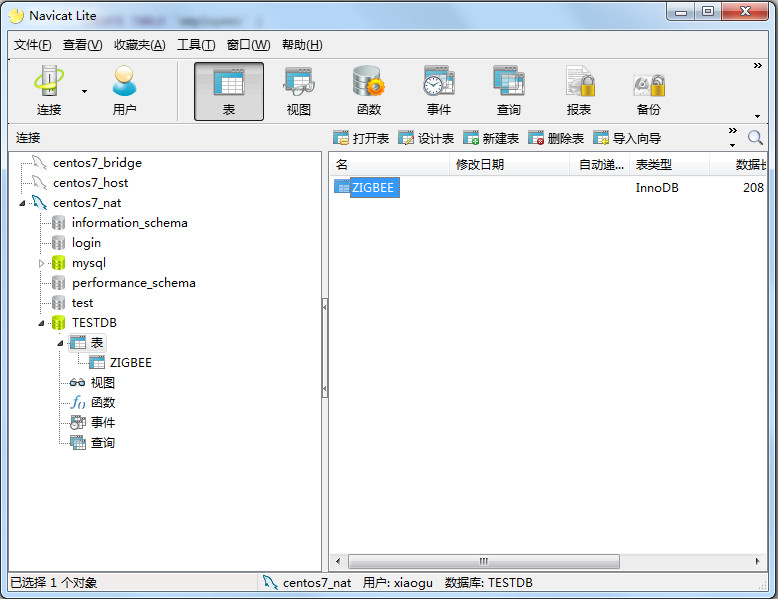 Navicat Lite
文件(F) 查看(V) 收藏夹(A) 工具(T) 窗口(W) 帮助(H)
连接 用户 表 视图 函数 事件 查询 报表 备份
连接 打开表 设计表 新建表 删除表 导入向导
名 修改日期 自动递... 表类型 数据
centos7_bridge
ZIGBEE InnoDB 208
centos7_host
centos7_nat
information_schema
login
mysql
performance_schema
test
TESTDB
表
ZIGBEE
视图
函数
事件
查询
已选择 1 个对象 centos7_nat 用户: xiaogu 数据库: TESTDB